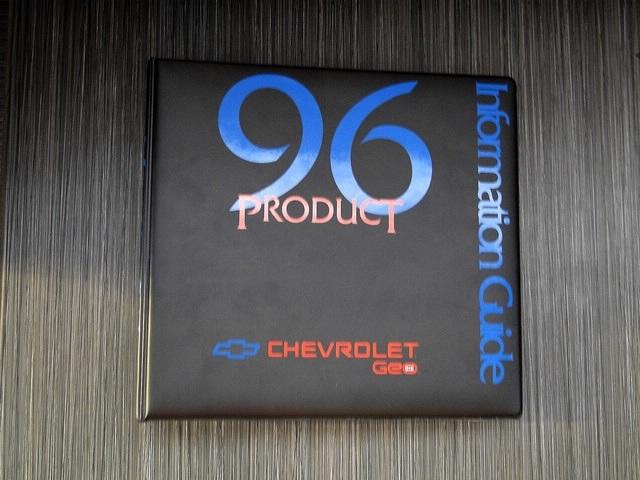 96
PRODUCT
Information Guide
CHEVROLET
Geo